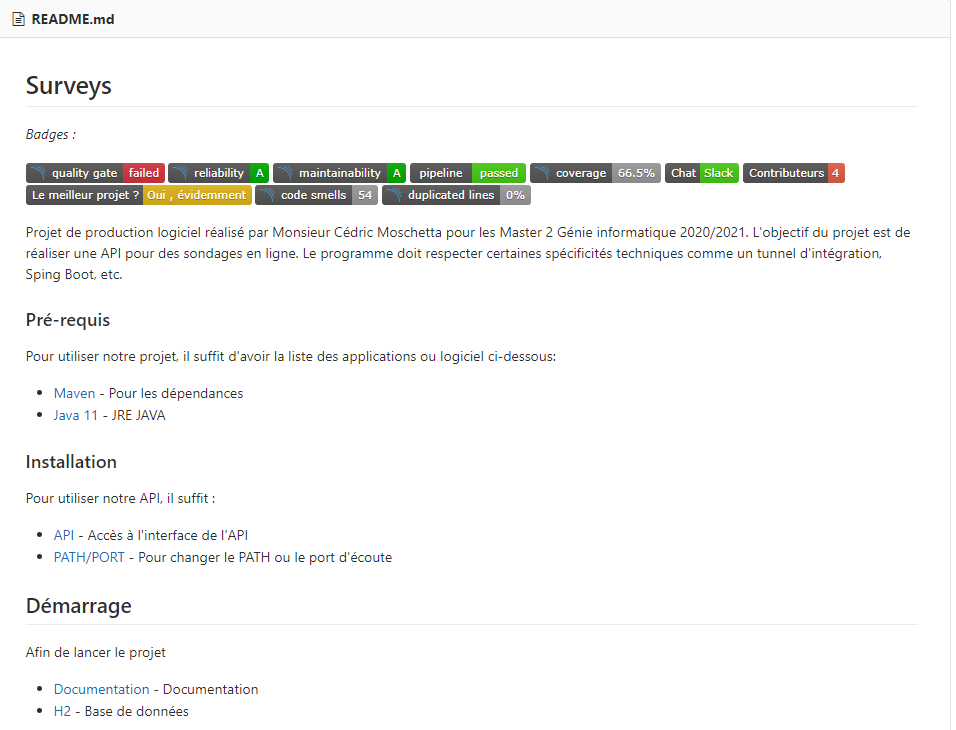 README.md
Surveys
Badges :
quality gate failed reliability A maintainability A pipeline passed coverage 66.5% Chat Slack Contributeurs 4
Le meilleur projet ? Oui , évidemment code smells 54 duplicated lines 0%
Projet de production logiciel réalisé par Monsieur Cédric Moschetta pour les Master 2 Génie informatique 2020/2021. L'objectif du projet est de
réaliser une API pour des sondages en ligne. Le programme doit respecter certaines spécificités techniques comme un tunnel d'intégration,
Sping Boot, etc.
Pré-requis
Pour utiliser notre projet, il suffit d'avoir la liste des applications ou logiciel ci-dessous:
Maven - Pour les dépendances
Java 11 - JRE JAVA
Installation
Pour utiliser notre API, il suffit :
API - Accès à l'interface de l'API
PATH/PORT - Pour changer le PATH ou le port d'écoute
Démarrage
Afin de lancer le projet
Documentation - Documentation
H2 - Base de données